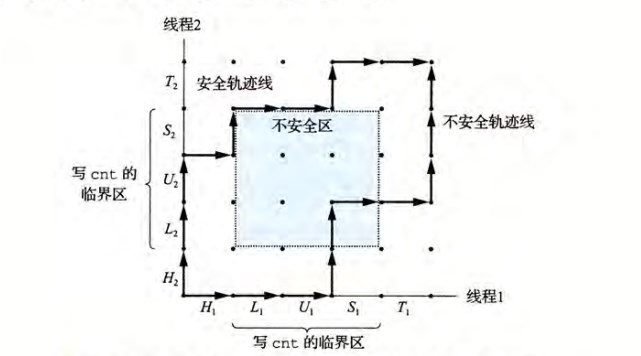 线程2
T₂
安全轨迹线
S₂
不安全区
不安全轨迹线
写 cnt 的
临界区
U₂
L₂
H₂
线程1
H₁ L₁ U₁ S₁ T₁
写 cnt 的临界区